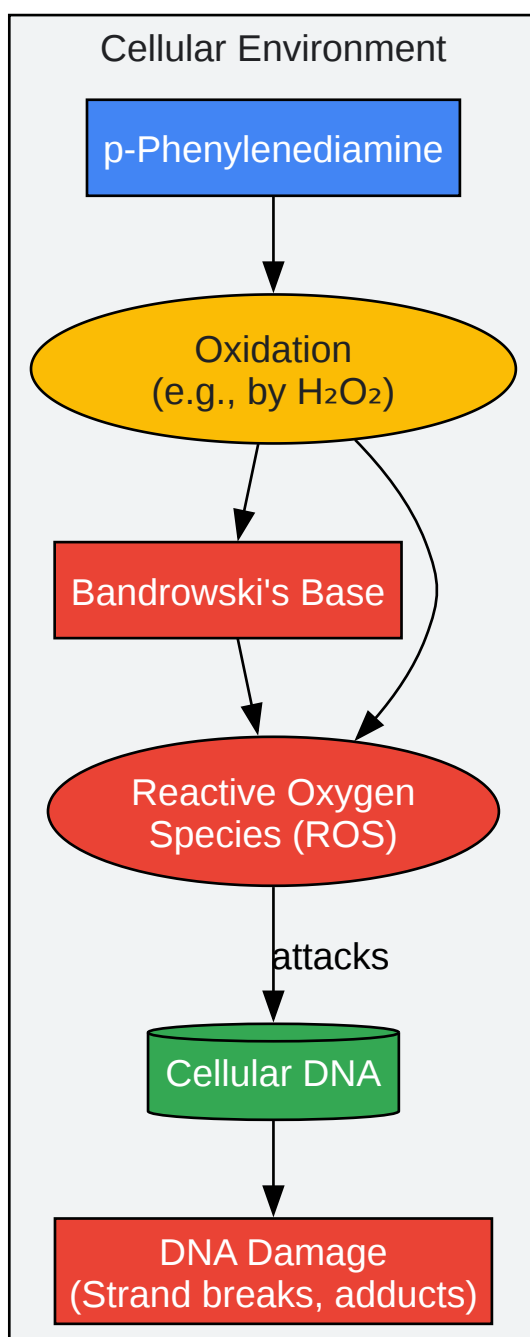 Cellular Environment
p-Phenylenediamine
Oxidation
(e.g., by H₂O₂)
Bandrowski's Base
Reactive Oxygen
Species (ROS)
attacks
Cellular DNA
DNA Damage
(Strand breaks, adducts)